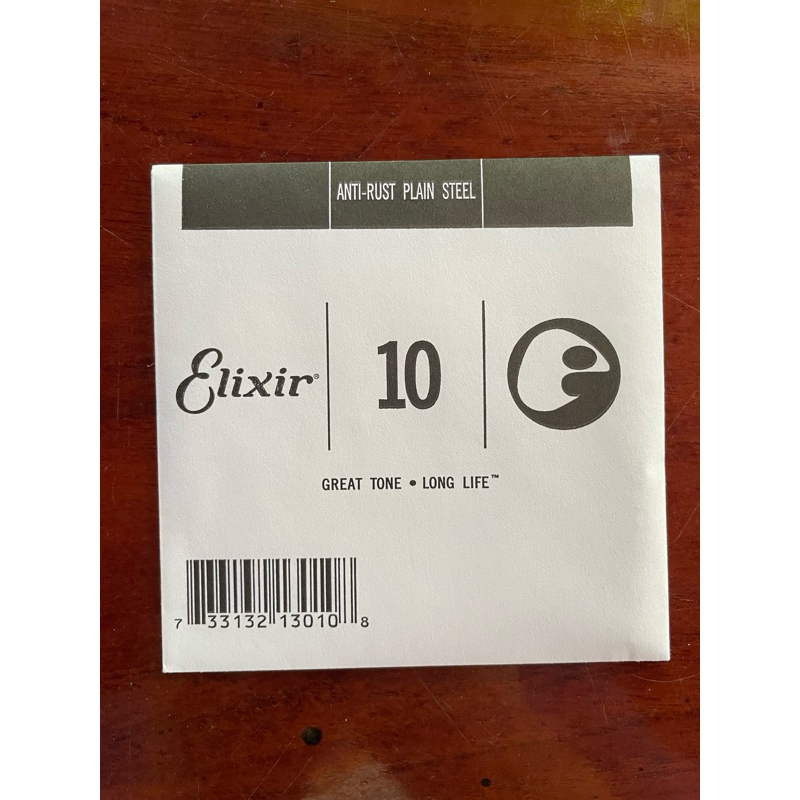 ANTI-RUST PLAIN STEEL
Elixir®
10
GREAT TONE • LONG LIFE™
7 33132 13010 8